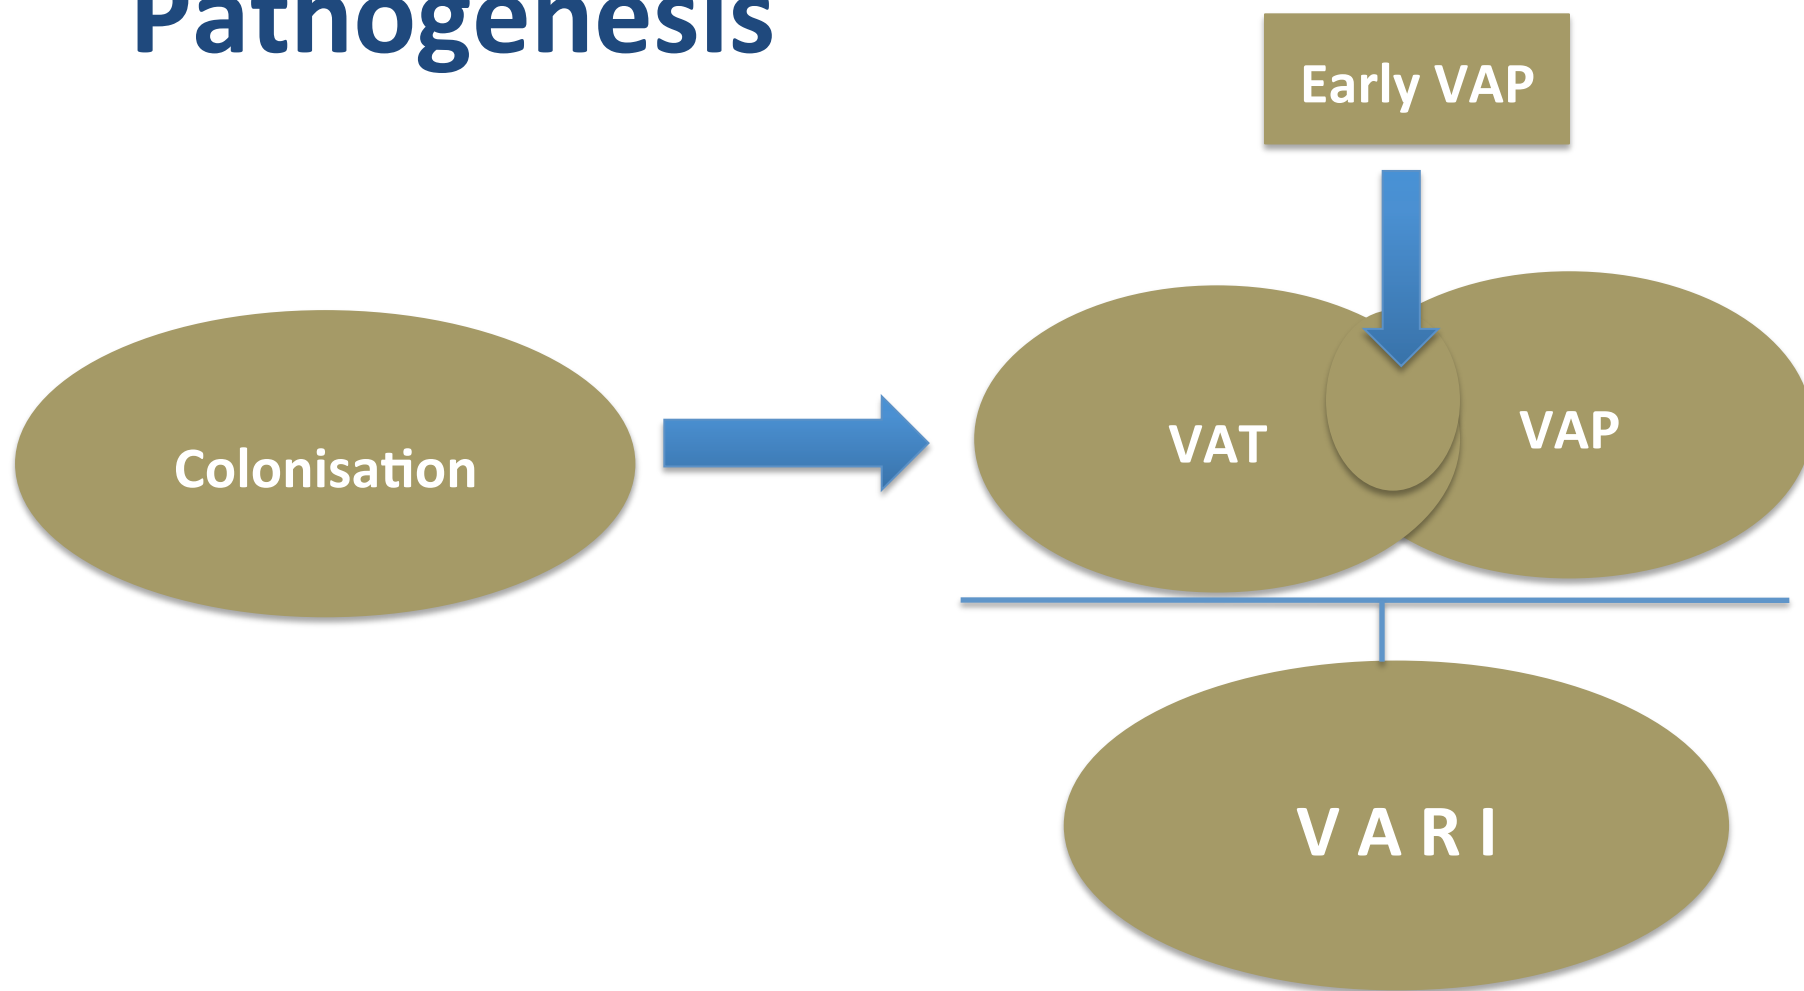 Pathogenesis
Early VAP
Colonisation
VAT
VAP
V A R I